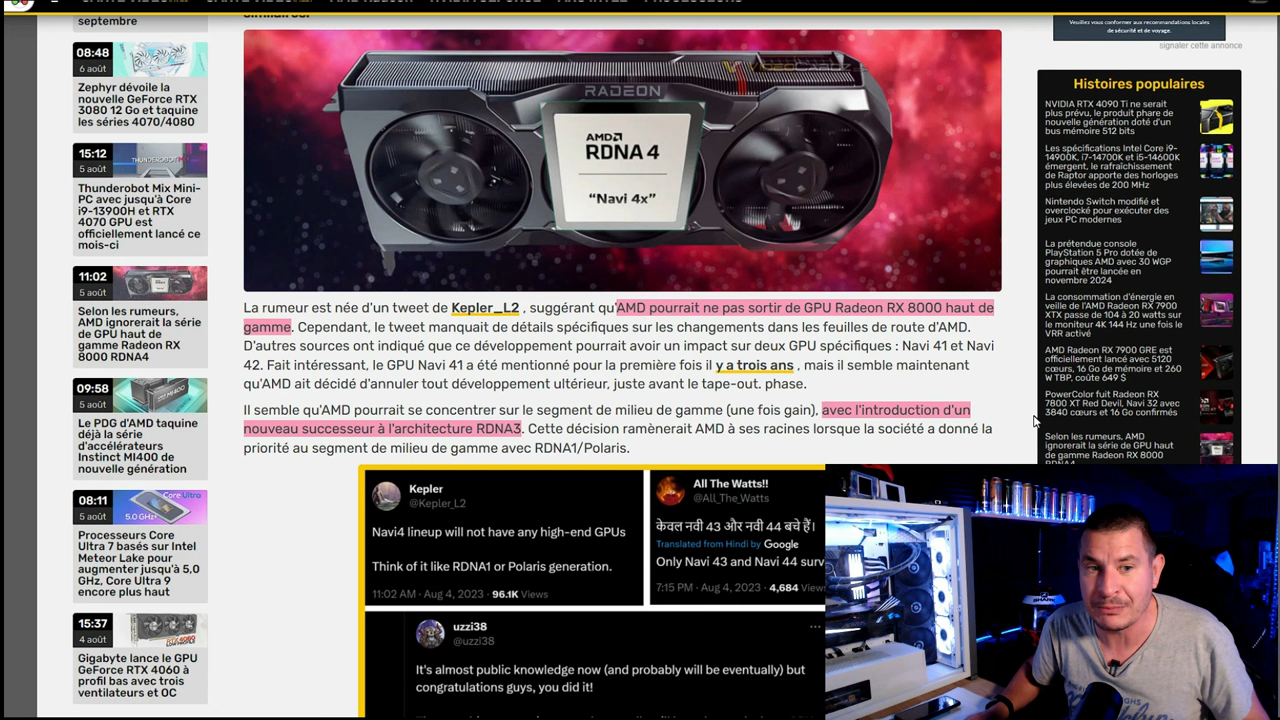 septembre
08:48
6 août
Zephyr dévoile la
nouvelle GeForce RTX
3080 12 Go et taquine
les séries 4070/4080
15:12
5 août
THUNDEROBOT
Thunderobot Mix Mini-
PC avec jusqu'à Core
i9-13900H et RTX
4070 GPU est
officiellement lancé ce
mois-ci
11:02
5 août
Selon les rumeurs,
AMD ignorerait la série
de GPU haut de
gamme Radeon RX
8000 RDNA4
09:58
5 août
Le PDG d'AMD taquine
déjà la série
d'accélérateurs
Instinct MI400 de
nouvelle génération
08:11
5 août
Core Ultra
5.0 GHz
Processeurs Core
Ultra 7 basés sur Intel
Meteor Lake pour
augmenter jusqu'à 5,0
GHz, Core Ultra 9
encore plus haut
15:37
4 août
Gigabyte lance le GPU
GeForce RTX 4060 à
profil bas avec trois
ventilateurs et OC
RADEON
AMD
RDNA 4
“Navi 4x”
La rumeur est née d'un tweet de Kepler_L2 , suggérant qu'AMD pourrait ne pas sortir de GPU Radeon RX 8000 haut de
gamme. Cependant, le tweet manquait de détails spécifiques sur les changements dans les feuilles de route d'AMD.
D'autres sources ont indiqué que ce développement pourrait avoir un impact sur deux GPU spécifiques : Navi 41 et Navi
42. Fait intéressant, le GPU Navi 41 a été mentionné pour la première fois il y a trois ans , mais il semble maintenant
qu'AMD ait décidé d'annuler tout développement ultérieur, juste avant le tape-out. phase.
Il semble qu'AMD pourrait se concentrer sur le segment de milieu de gamme (une fois gain), avec l'introduction d'un
nouveau successeur à l'architecture RDNA3. Cette décision ramènerait AMD à ses racines lorsque la société a donné la
priorité au segment de milieu de gamme avec RDNA1/Polaris.
Kepler
@Kepler_L2
Navi4 lineup will not have any high-end GPUs
Think of it like RDNA1 or Polaris generation.
11:02 AM · Aug 4, 2023 · 96.1K Views
All The Watts!!
@All_The_Watts
केवल नवी 43 और नवी 44 बचे हैं।
Translated from Hindi by Google
Only Navi 43 and Navi 44 surv
7:15 PM · Aug 4, 2023 · 4,684 Views
uzzi38
@uzzi38
It's almost public knowledge now (and probably will be eventually) but
congratulations guys, you did it!
Veuillez vous conformer aux recommandations locales
de sécurité et de voyage.
signaler cette annonce
Histoires populaires
NVIDIA RTX 4090 Ti ne serait
plus prévu, le produit phare de
nouvelle génération doté d'un
bus mémoire 512 bits
Les spécifications Intel Core i9-
14900K, i7-14700K et i5-14600K
émergent, le rafraîchissement
de Raptor apporte des horloges
plus élevées de 200 MHz
Nintendo Switch modifié et
overclocké pour exécuter des
jeux PC modernes
La prétendue console
PlayStation 5 Pro dotée de
graphiques AMD avec 30 WGP
pourrait être lancée en
novembre 2024
La consommation d'énergie en
veille de l'AMD Radeon RX 7900
XTX passe de 104 à 20 watts sur
le moniteur 4K 144 Hz une fois le
VRR activé
AMD Radeon RX 7900 GRE est
officiellement lancé avec 5120
cœurs, 16 Go de mémoire et 260
W TBP, coûte 649 $
PowerColor fuit Radeon RX
7800 XT Red Devil, Navi 32 avec
3840 cœurs et 16 Go confirmés
Selon les rumeurs, AMD
ignorerait la série de GPU haut
de gamme Radeon RX 8000